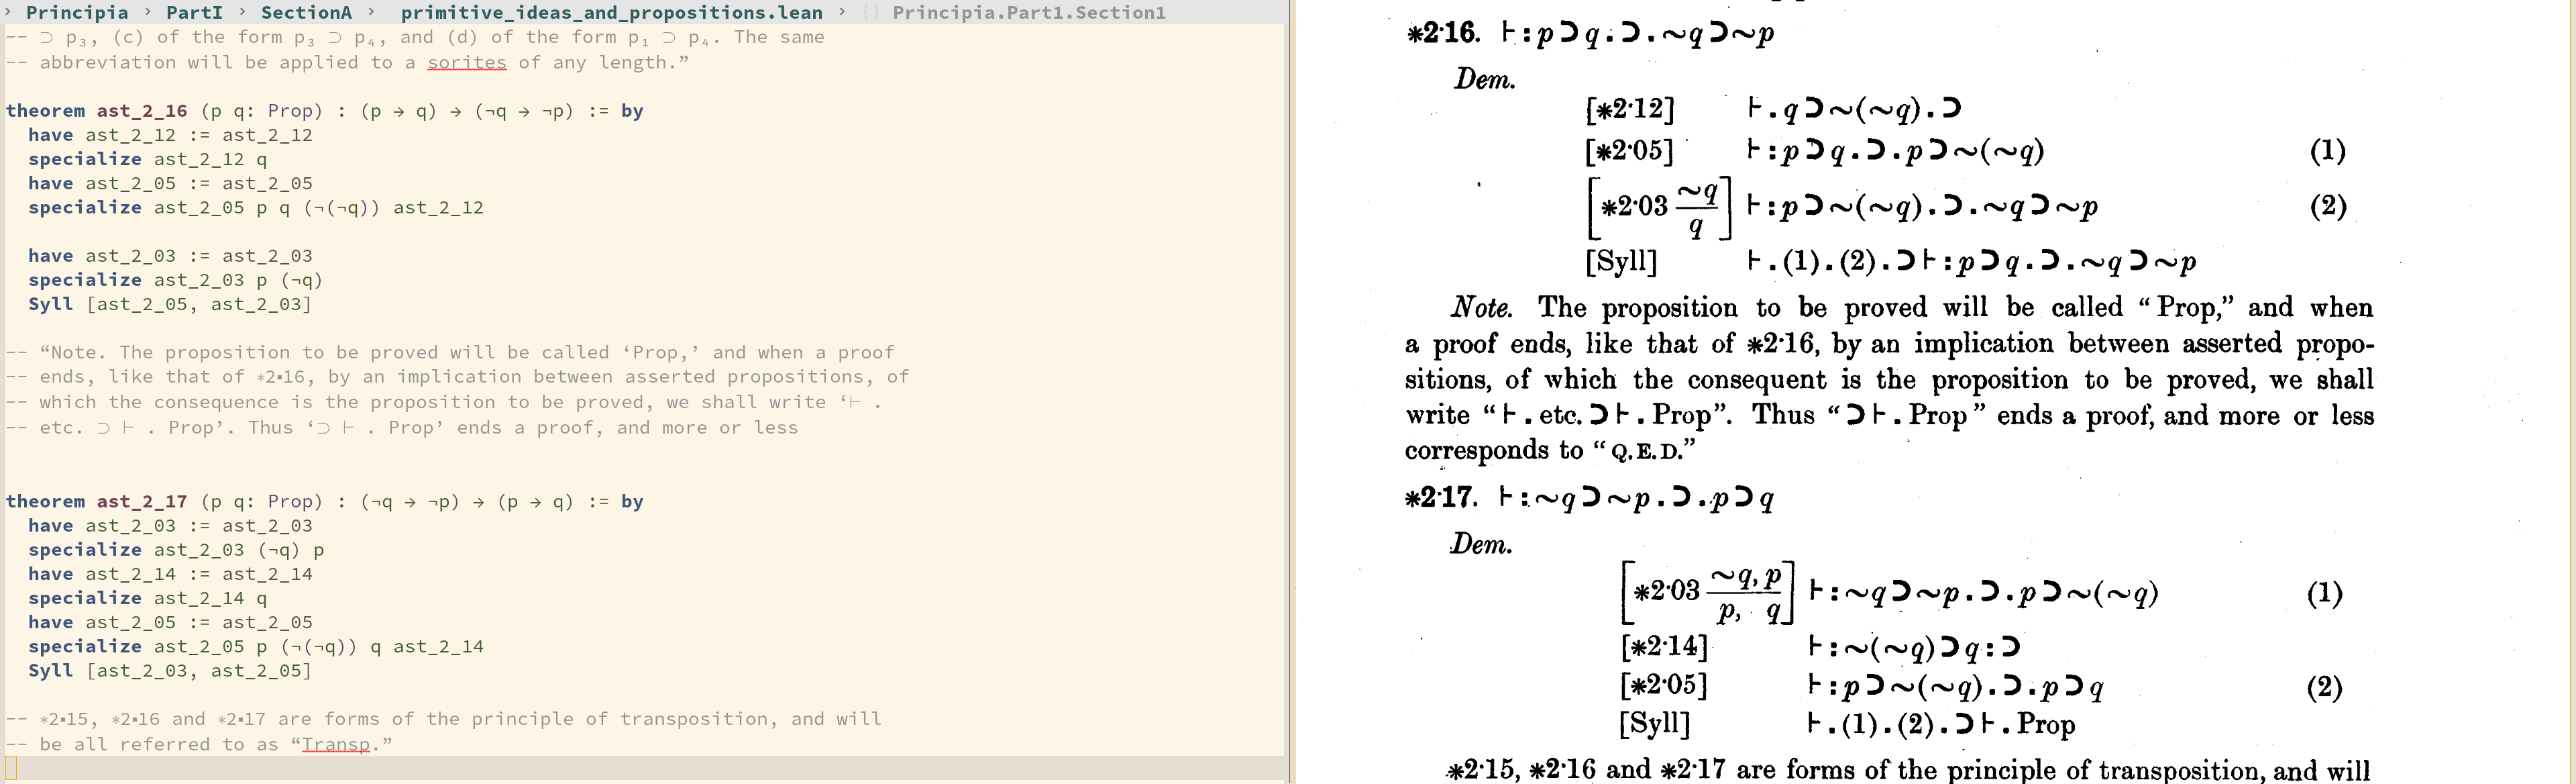 › Principia › PartI › SectionA › primitive_ideas_and_propositions.lean › {} Principia.Part1.Section1
-- ⊃ p₃, (c) of the form p₃ ⊃ p₄, and (d) of the form p₁ ⊃ p₄. The same
-- abbreviation will be applied to a sorites of any length.”
theorem ast_2_16 (p q: Prop) : (p → q) → (¬q → ¬p) := by
have ast_2_12 := ast_2_12
specialize ast_2_12 q
have ast_2_05 := ast_2_05
specialize ast_2_05 p q (¬(¬q)) ast_2_12
have ast_2_03 := ast_2_03
specialize ast_2_03 p (¬q)
Syll [ast_2_05, ast_2_03]
-- “Note. The proposition to be proved will be called ‘Prop,’ and when a proof
-- ends, like that of ∗2▪16, by an implication between asserted propositions, of
-- which the consequence is the proposition to be proved, we shall write ‘⊢ .
-- etc. ⊃ ⊢ . Prop’. Thus ‘⊃ ⊢ . Prop’ ends a proof, and more or less
theorem ast_2_17 (p q: Prop) : (¬q → ¬p) → (p → q) := by
have ast_2_03 := ast_2_03
specialize ast_2_03 (¬q) p
have ast_2_14 := ast_2_14
specialize ast_2_14 q
have ast_2_05 := ast_2_05
specialize ast_2_05 p (¬(¬q)) q ast_2_14
Syll [ast_2_03, ast_2_05]
-- ∗2▪15, ∗2▪16 and ∗2▪17 are forms of the principle of transposition, and will
-- be all referred to as “Transp.”
∗2·16. ⊢ : p ⊃ q . ⊃ . ~q ⊃ ~p
Dem.
[∗2·12] ⊢ . q ⊃ ~(~q) . ⊃
[∗2·05] ⊢ : p ⊃ q . ⊃ . p ⊃ ~(~q) (1)
[∗2·03 ~q/q] ⊢ : p ⊃ ~(~q) . ⊃ . ~q ⊃ ~p (2)
[Syll] ⊢ . (1) . (2) . ⊃ ⊢ : p ⊃ q . ⊃ . ~q ⊃ ~p
Note. The proposition to be proved will be called “Prop,” and when
a proof ends, like that of ∗2·16, by an implication between asserted propo-
sitions, of which the consequent is the proposition to be proved, we shall
write “⊢ . etc. ⊃ ⊢ . Prop”. Thus “⊃ ⊢ . Prop” ends a proof, and more or less
corresponds to “Q.E.D.”
∗2·17. ⊢ : ~q ⊃ ~p . ⊃ . p ⊃ q
Dem.
[∗2·03 ~q, p/p, q] ⊢ : ~q ⊃ ~p . ⊃ . p ⊃ ~(~q) (1)
[∗2·14] ⊢ : ~(~q) ⊃ q : ⊃
[∗2·05] ⊢ : p ⊃ ~(~q) . ⊃ . p ⊃ q (2)
[Syll] ⊢ . (1) . (2) . ⊃ ⊢ . Prop
∗2·15, ∗2·16 and ∗2·17 are forms of the principle of transposition, and will